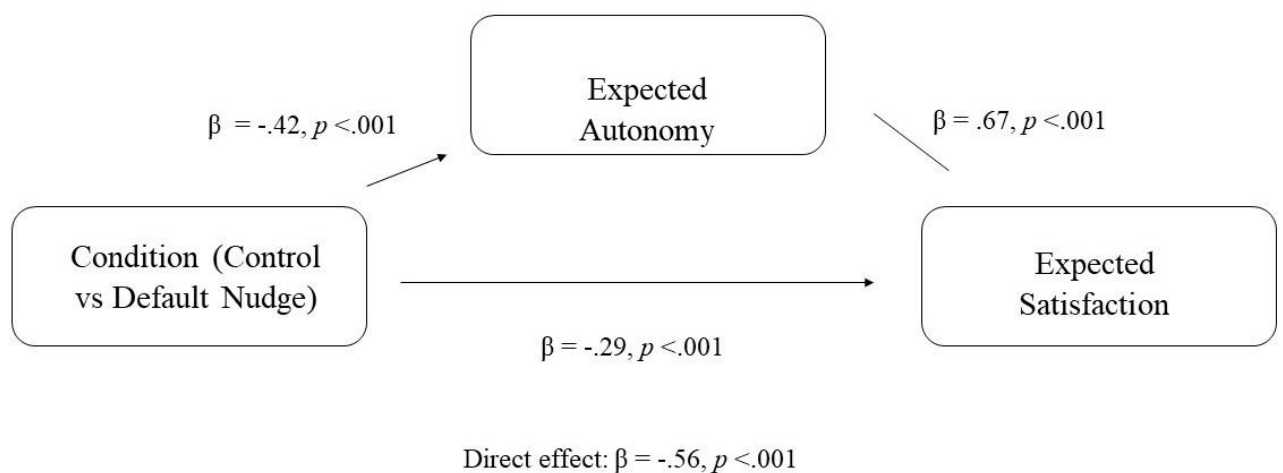 Expected
Autonomy
β = -.42, p <.001
β = .67, p <.001
Condition (Control
vs Default Nudge)
Expected
Satisfaction
β = -.29, p <.001
Direct effect: β = -.56, p <.001